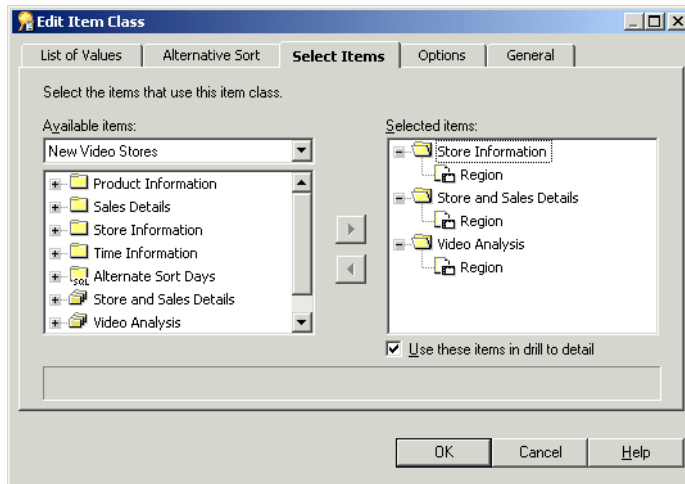 Edit Item Class
List of Values Alternative Sort Select Items Options General
Select the items that use this item class.
Available items:
New Video Stores
Product Information
Sales Details
Store Information
Time Information
SQL Alternate Sort Days
Store and Sales Details
Video Analysis
Selected items:
Store Information
Region
Store and Sales Details
Region
Video Analysis
Region
Use these items in drill to detail
OK Cancel Help